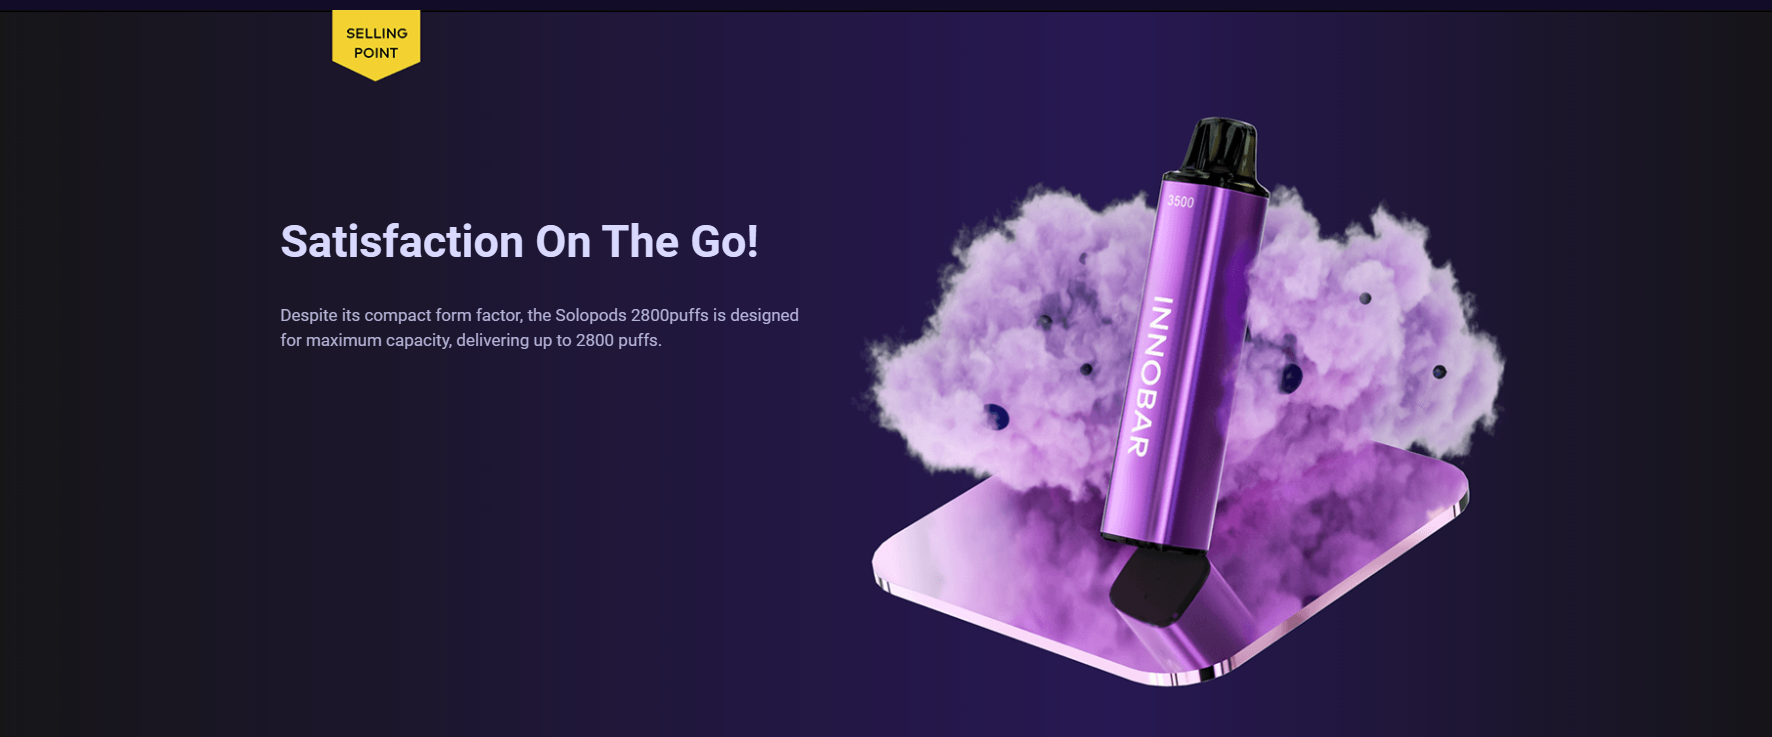 SELLING
POINT
Satisfaction On The Go!
Despite its compact form factor, the Solopods 2800puffs is designed
for maximum capacity, delivering up to 2800 puffs.
3500
INNOBAR